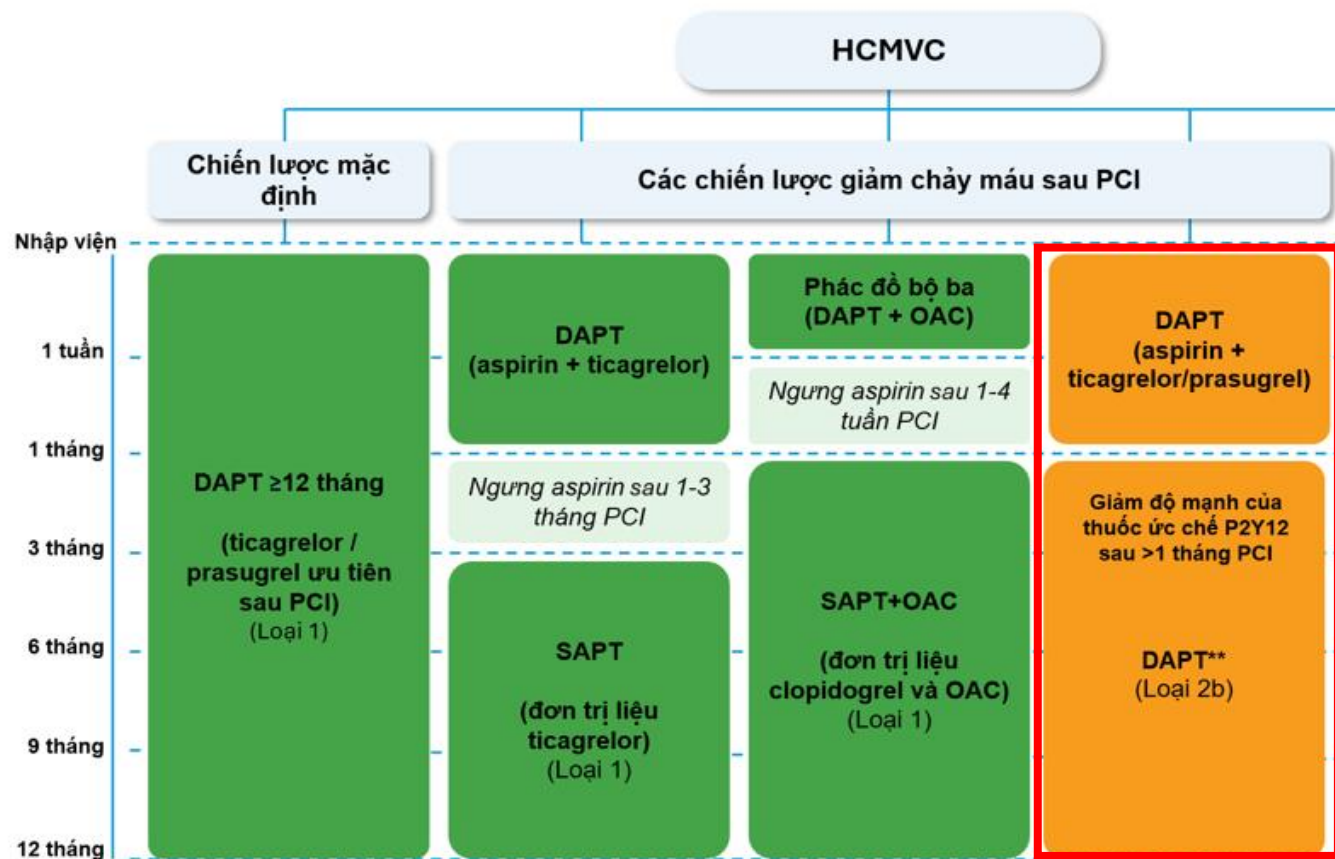 HCMVC
Chiến lược mặc
định
Các chiến lược giảm chảy máu sau PCI
Nhập viện
1 tuần
1 tháng
3 tháng
6 tháng
9 tháng
12 tháng
DAPT ≥12 tháng
(ticagrelor /
prasugrel ưu tiên
sau PCI)
(Loại 1)
DAPT
(aspirin + ticagrelor)
Ngưng aspirin sau 1-3
tháng PCI
SAPT
(đơn trị liệu
ticagrelor)
(Loại 1)
Phác đồ bộ ba
(DAPT + OAC)
Ngưng aspirin sau 1-4
tuần PCI
SAPT+OAC
(đơn trị liệu
clopidogrel và OAC)
(Loại 1)
DAPT
(aspirin +
ticagrelor/prasugrel)
Giảm độ mạnh của
thuốc ức chế P2Y12
sau >1 tháng PCI
DAPT**
(Loại 2b)